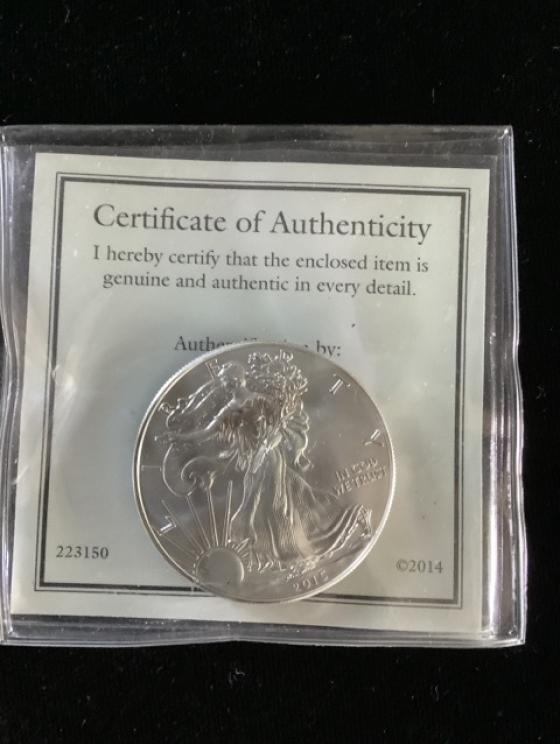 Certificate of Authenticity
I hereby certify that the enclosed item is
genuine and authentic in every detail.
by:
LIBERTY
IN GOD
WE TRUST
223150
©2014